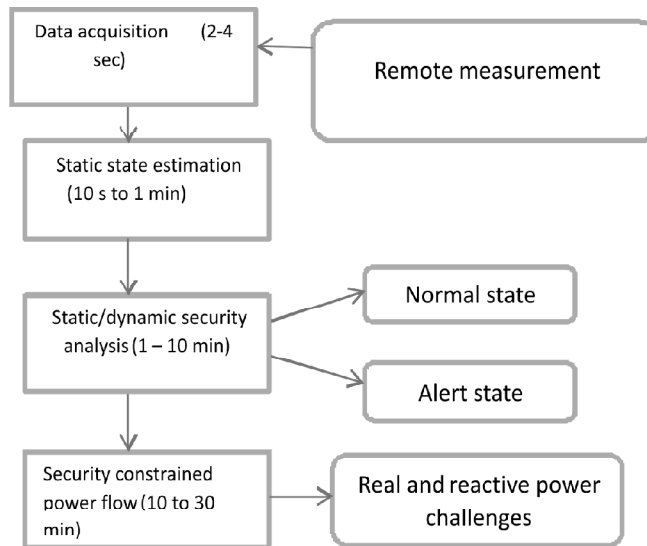 Data acquisition (2-4
sec)
Remote measurement
Static state estimation
(10 s to 1 min)
Static/dynamic security
analysis (1 – 10 min)
Normal state
Alert state
Security constrained
power flow (10 to 30
min)
Real and reactive power
challenges